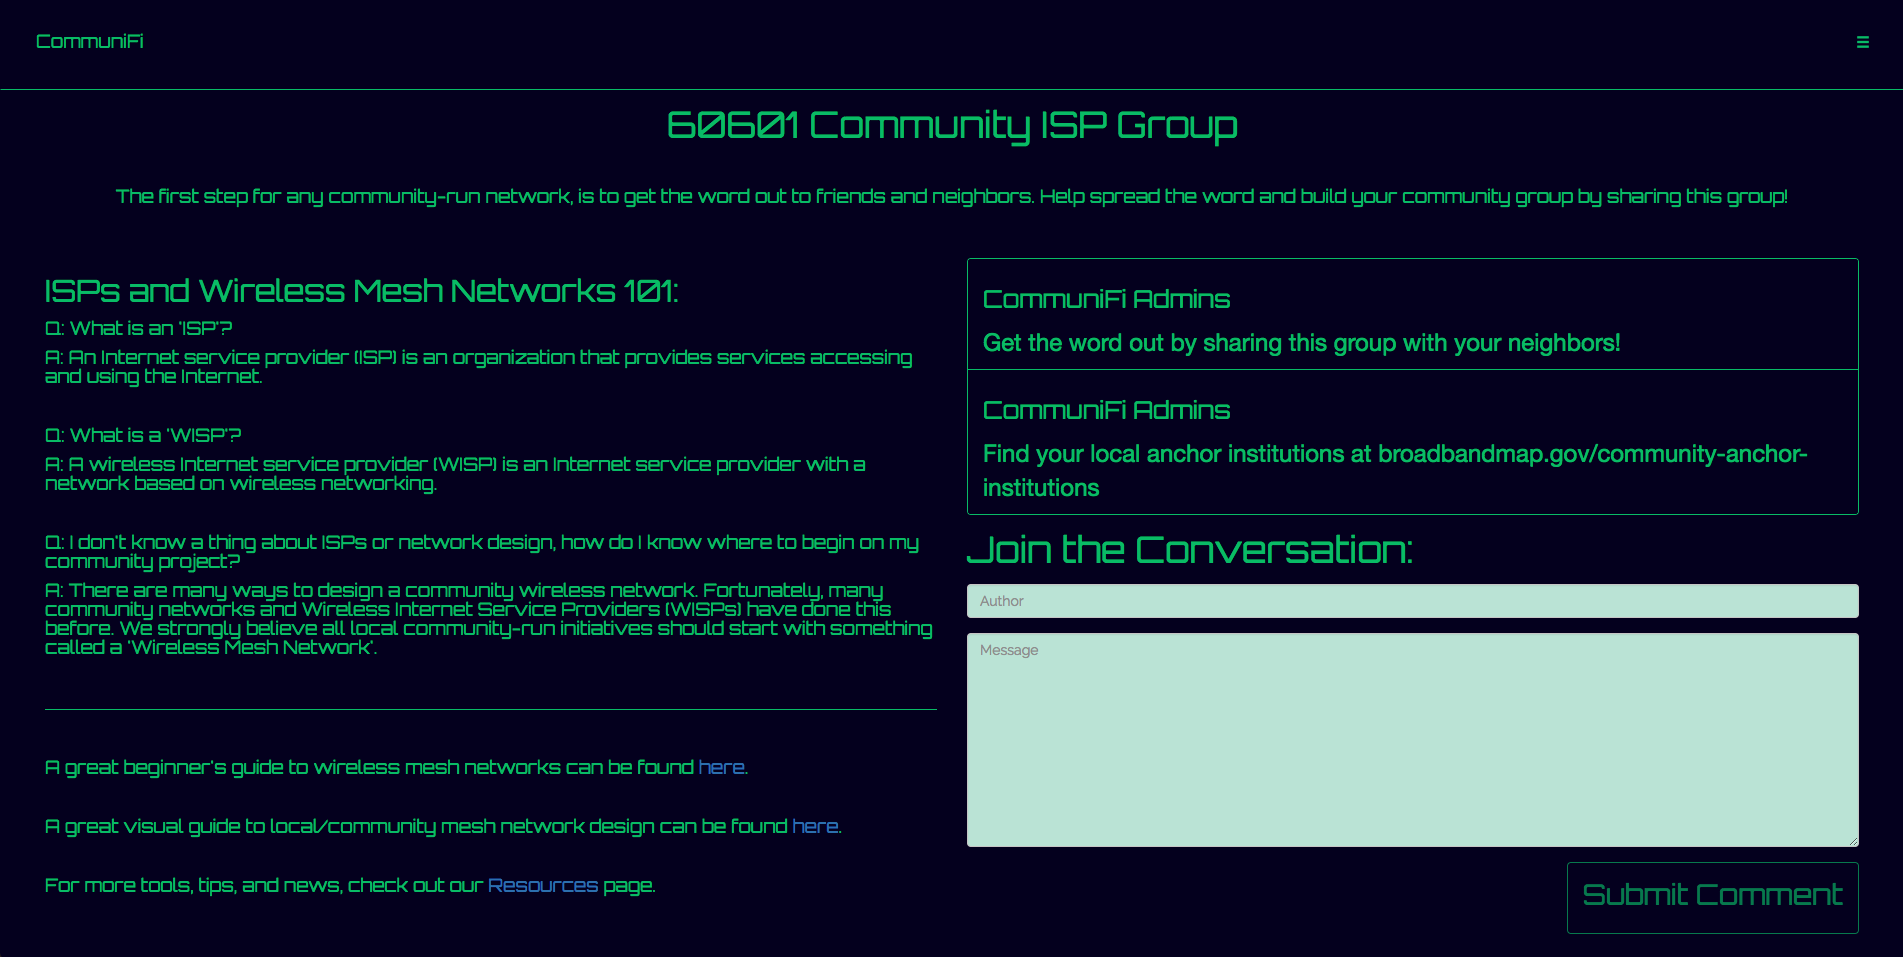 CommuniFi
60601 Community ISP Group
The first step for any community-run network, is to get the word out to friends and neighbors. Help spread the word and build your community group by sharing this group!
ISPs and Wireless Mesh Networks 101:
Q: What is an 'ISP'?
A: An Internet service provider (ISP) is an organization that provides services accessing
and using the Internet.
Q: What is a 'WISP'?
A: A wireless Internet service provider (WISP) is an Internet service provider with a
network based on wireless networking.
Q: I don't know a thing about ISPs or network design, how do I know where to begin on my
community project?
A: There are many ways to design a community wireless network. Fortunately, many
community networks and Wireless Internet Service Providers (WISPs) have done this
before. We strongly believe all local community-run initiatives should start with something
called a 'Wireless Mesh Network'.
A great beginner's guide to wireless mesh networks can be found here.
A great visual guide to local/community mesh network design can be found here.
For more tools, tips, and news, check out our Resources page.
CommuniFi Admins
Get the word out by sharing this group with your neighbors!
CommuniFi Admins
Find your local anchor institutions at broadbandmap.gov/community-anchor-
institutions
Join the Conversation:
Author
Message
Submit Comment